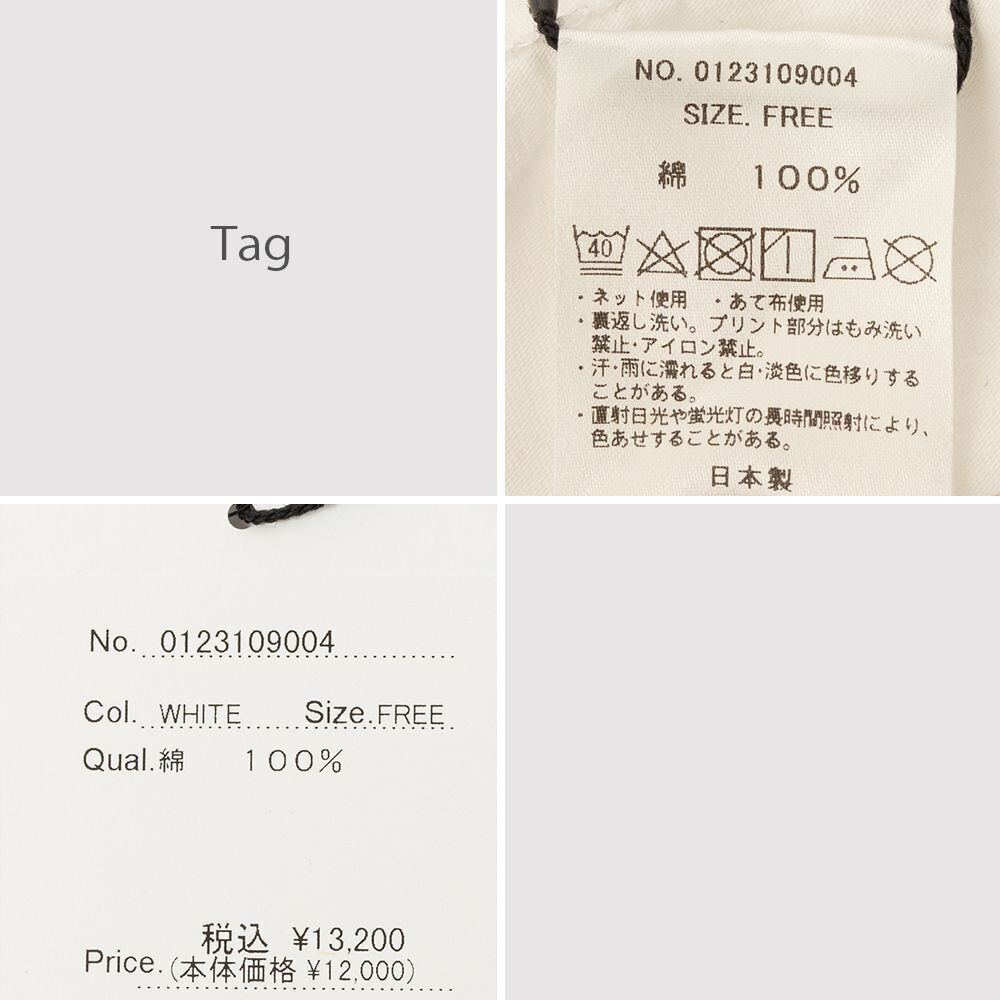 Tag
NO. 0123109004
SIZE. FREE
綿 100%
40
・ネット使用 ・あて布使用
・裏返し洗い。プリント部分はもみ洗い
禁止・アイロン禁止。
・汗・雨に濡れると白・淡色に色移りする
ことがある。
・直射日光や蛍光灯の長時間照射により、
色あせすることがある。
日本製
No. 0123109004
Col. WHITE Size. FREE
Qual. 綿 100%
税込 ¥13,200
Price. (本体価格 ¥12,000)